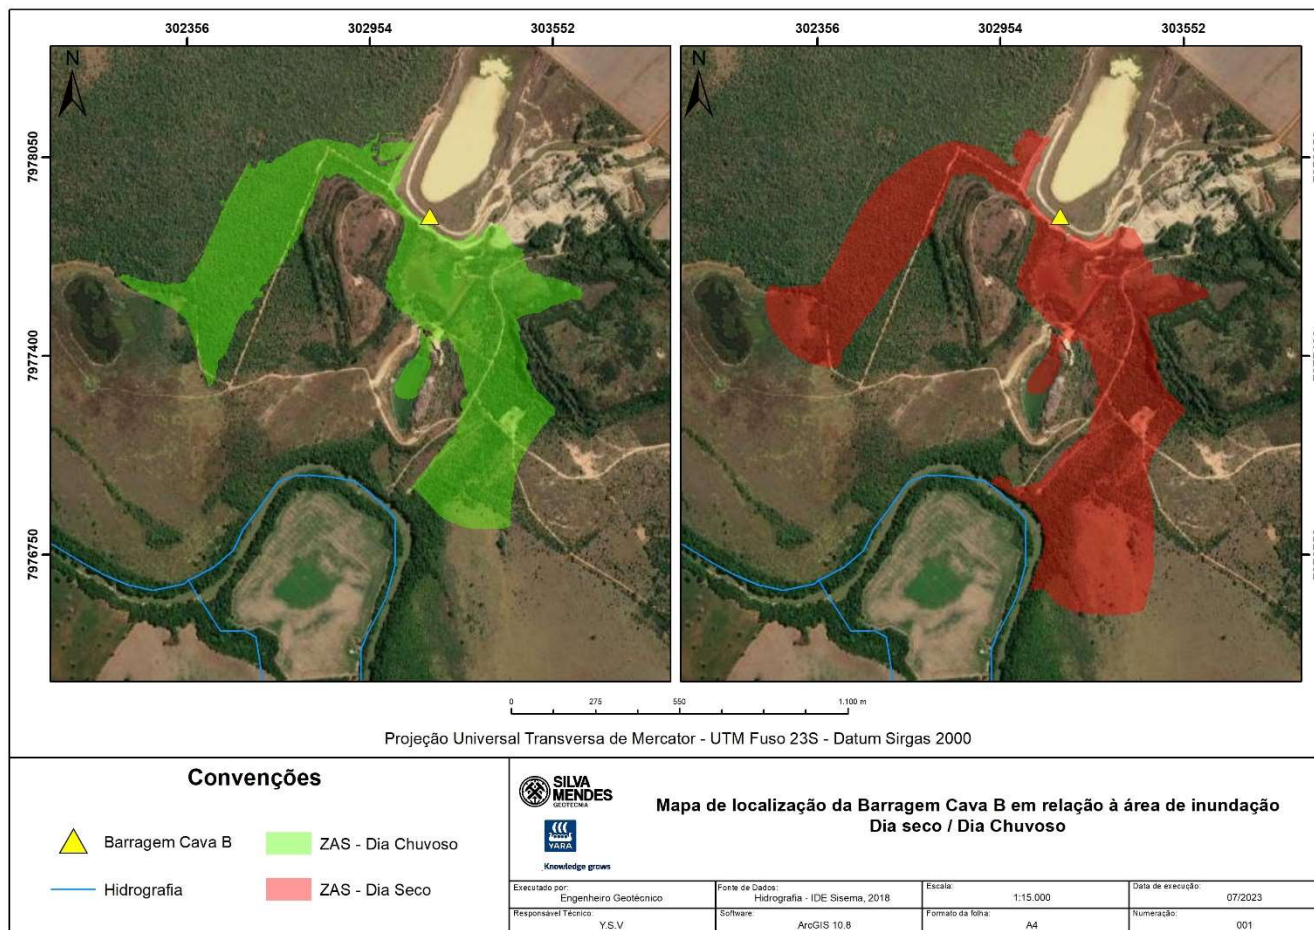 302356 302954 303552 302356 302954 303552
N N
7978050
7977400
7976750
0 275 550 1.100 m
Projeção Universal Transversa de Mercator - UTM Fuso 23S - Datum Sirgas 2000
Convenções
Barragem Cava B
ZAS - Dia Chuvoso
Hidrografia
ZAS - Dia Seco
SILVA
MENDES
GEOTECNIA
YARA
Knowledge grows
Mapa de localização da Barragem Cava B em relação à área de inundação
Dia seco / Dia Chuvoso
Executado por:
Engenheiro Geotécnico
Fonte de Dados:
Hidrografia - IDE Sisema, 2018
Escala:
1:15.000
Data de execução:
07/2023
Responsável Técnico:
Y.S.V
Software:
ArcGIS 10.8
Formato da folha:
A4
Numeração:
001